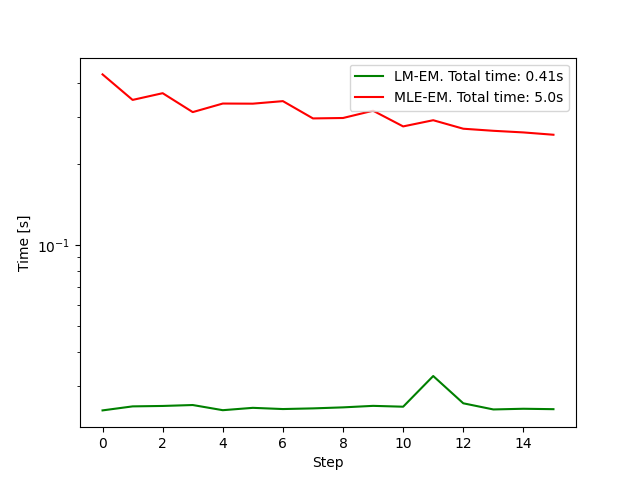 LM-EM. Total time: 0.41s
MLE-EM. Total time: 5.0s
Time [s]
10⁻¹
0 2 4 6 8 10 12 14
Step